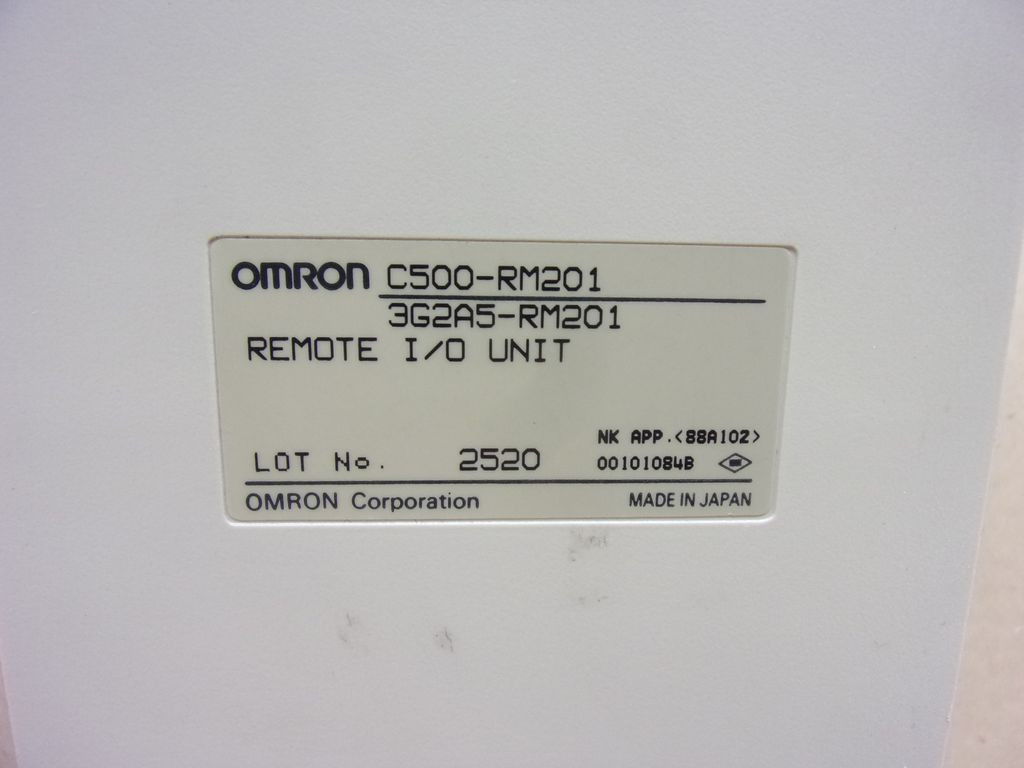 OMRON C500-RM201
3G2A5-RM201
REMOTE I/O UNIT
NK APP.<88A102>
LOT No. 2520 00101084B
OMRON Corporation MADE IN JAPAN